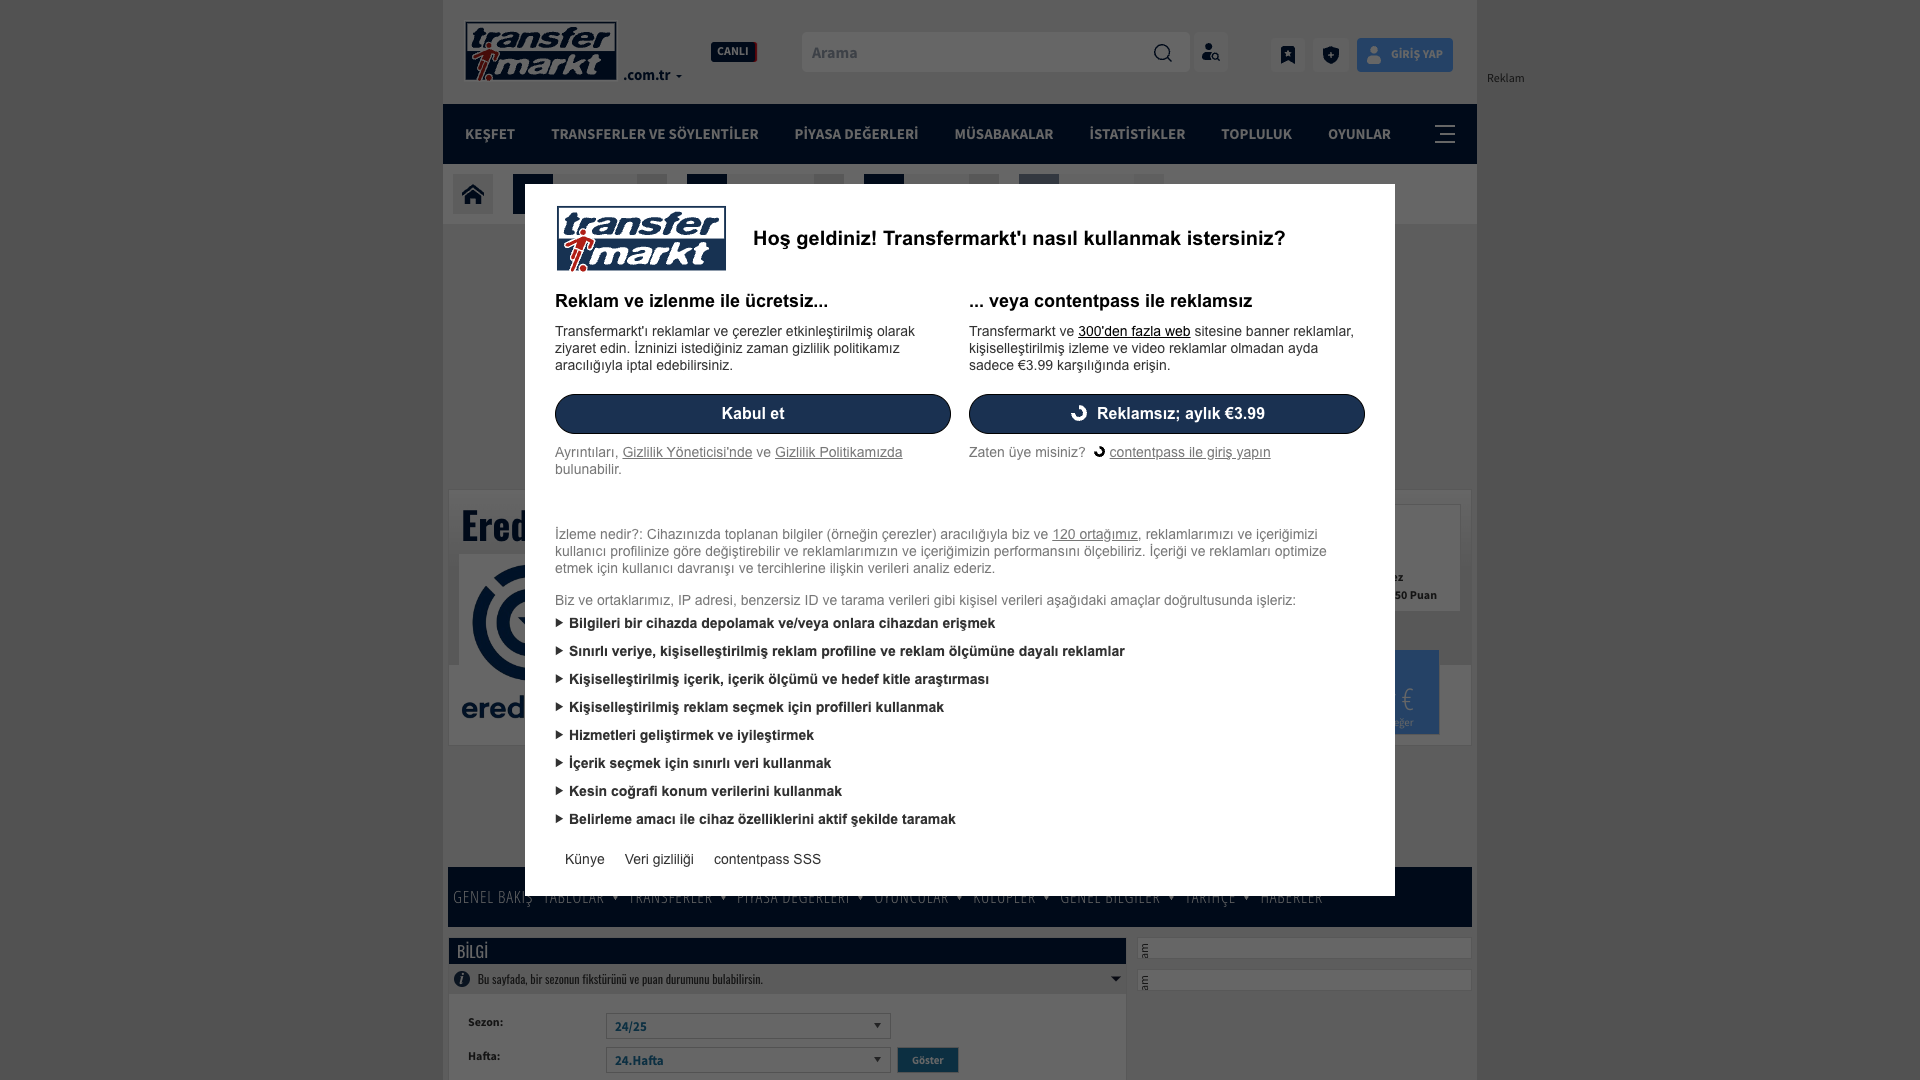 transfer
markt
.com.tr
CANLI
Arama
GİRİŞ YAP
Reklam
KEŞFET
TRANSFERLER VE SÖYLENTİLER
PİYASA DEĞERLERİ
MÜSABAKALAR
İSTATİSTİKLER
TOPLULUK
OYUNLAR
transfer
markt
Hoş geldiniz! Transfermarkt'ı nasıl kullanmak istersiniz?
Reklam ve izlenme ile ücretsiz...
Transfermarkt'ı reklamlar ve çerezler etkinleştirilmiş olarak
ziyaret edin. İzninizi istediğiniz zaman gizlilik politikamız
aracılığıyla iptal edebilirsiniz.
Kabul et
Ayrıntıları, Gizlilik Yöneticisi'nde ve Gizlilik Politikamızda
bulunabilir.
... veya contentpass ile reklamsız
Transfermarkt ve 300'den fazla web sitesine banner reklamlar,
kişiselleştirilmiş izleme ve video reklamlar olmadan ayda
sadece €3.99 karşılığında erişin.
Reklamsız; aylık €3.99
Zaten üye misiniz? contentpass ile giriş yapın
İzleme nedir?: Cihazınızda toplanan bilgiler (örneğin çerezler) aracılığıyla biz ve 120 ortağımız, reklamlarımızı ve içeriğimizi
kullanıcı profilinize göre değiştirebilir ve reklamlarımızın ve içeriğimizin performansını ölçebiliriz. İçeriği ve reklamları optimize
etmek için kullanıcı davranışı ve tercihlerine ilişkin verileri analiz ederiz.
Biz ve ortaklarımız, IP adresi, benzersiz ID ve tarama verileri gibi kişisel verileri aşağıdaki amaçlar doğrultusunda işleriz:
Bilgileri bir cihazda depolamak ve/veya onlara cihazdan erişmek
Sınırlı veriye, kişiselleştirilmiş reklam profiline ve reklam ölçümüne dayalı reklamlar
Kişiselleştirilmiş içerik, içerik ölçümü ve hedef kitle araştırması
Kişiselleştirilmiş reklam seçmek için profilleri kullanmak
Hizmetleri geliştirmek ve iyileştirmek
İçerik seçmek için sınırlı veri kullanmak
Kesin coğrafi konum verilerini kullanmak
Belirleme amacı ile cihaz özelliklerini aktif şekilde taramak
Künye
Veri gizliliği
contentpass SSS
Ered
ered
ez
50 Puan
€
eğer
GENEL BAKIŞ TABLOLAR TRANSFERLER PİYASA DEĞERLERİ OYUNCULAR KULÜPLER GENEL BİLGİLER TARİHÇE HABERLER
BİLGİ
i Bu sayfada, bir sezonun fikstürünü ve puan durumunu bulabilirsin.
Sezon:
24/25
Hafta:
24.Hafta
Göster
am
am